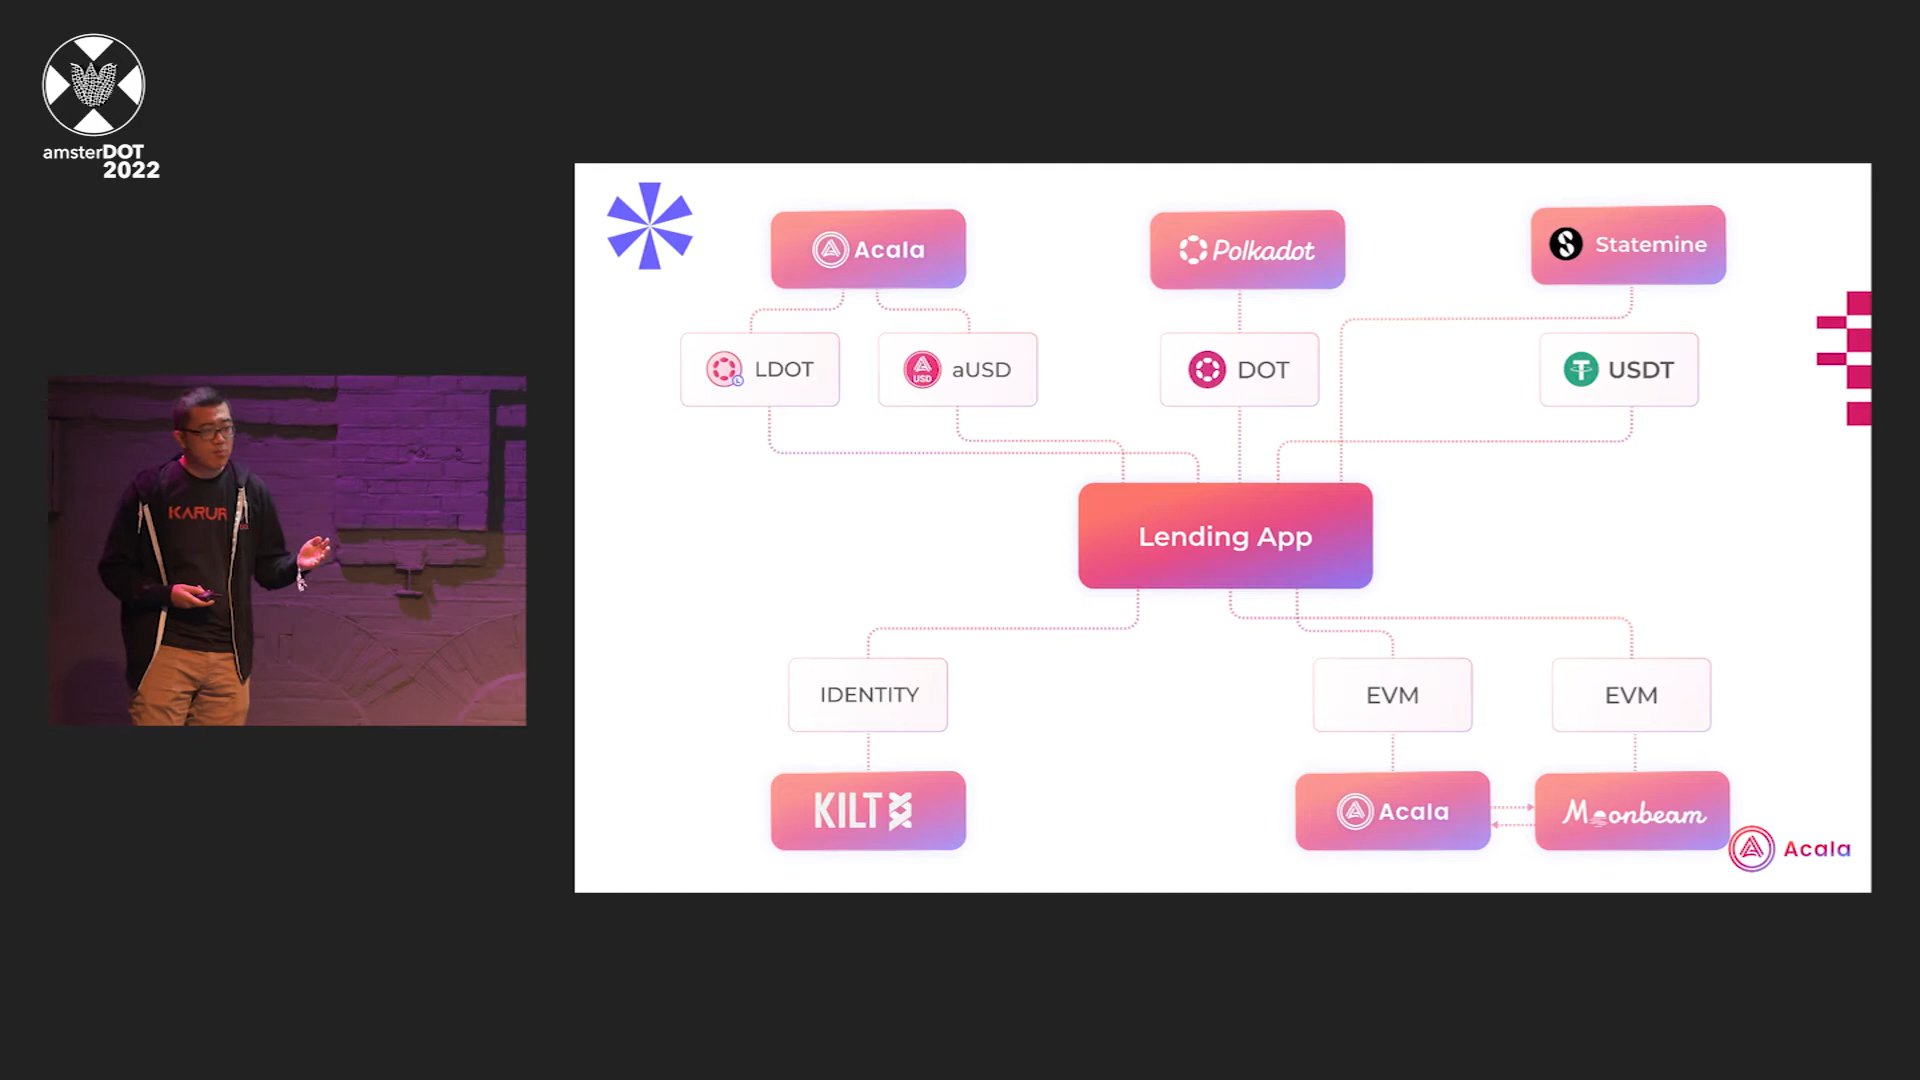 amsterDOT
2022
Acala
Polkadot
Statemine
LDOT
USD
aUSD
DOT
USDT
Lending App
KARUR
IDENTITY
EVM
EVM
KILT
Acala
Moonbeam
Acala